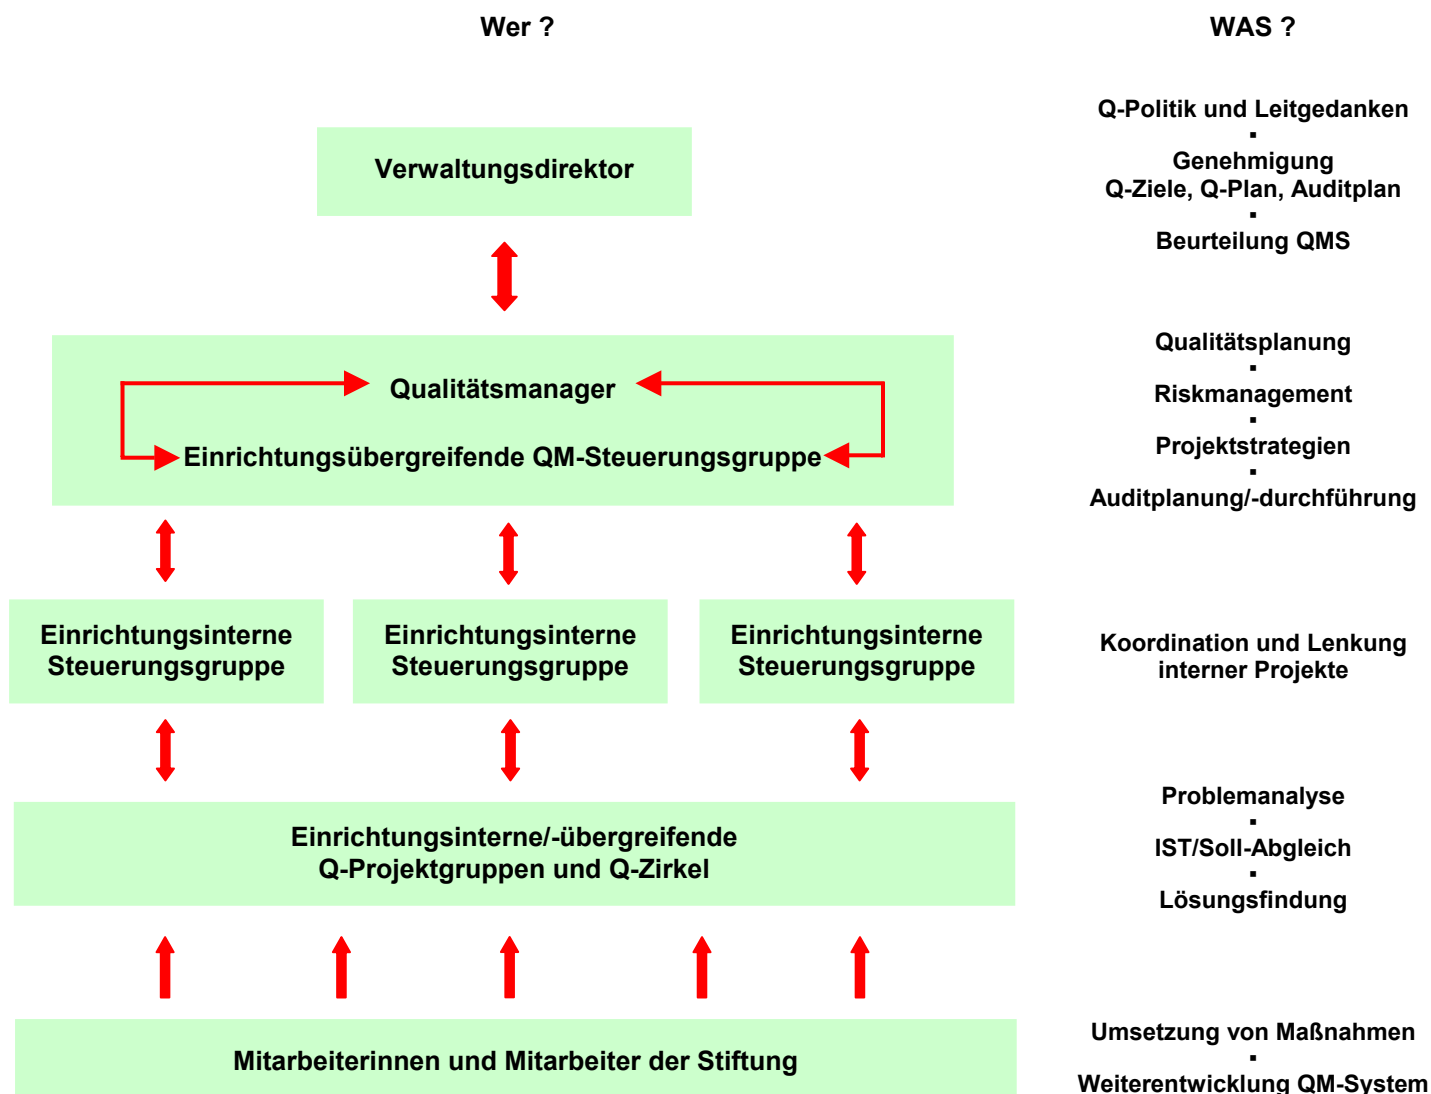 Wer ?
WAS ?
Verwaltungsdirektor
Q-Politik und Leitgedanken
▪
Genehmigung
Q-Ziele, Q-Plan, Auditplan
▪
Beurteilung QMS
Qualitätsmanager
Einrichtungsübergreifende QM-Steuerungsgruppe
Qualitätsplanung
▪
Riskmanagement
▪
Projektstrategien
▪
Auditplanung/-durchführung
Einrichtungsinterne
Steuerungsgruppe
Einrichtungsinterne
Steuerungsgruppe
Einrichtungsinterne
Steuerungsgruppe
Koordination und Lenkung
interner Projekte
Einrichtungsinterne/-übergreifende
Q-Projektgruppen und Q-Zirkel
Problemanalyse
▪
IST/Soll-Abgleich
▪
Lösungsfindung
Mitarbeiterinnen und Mitarbeiter der Stiftung
Umsetzung von Maßnahmen
▪
Weiterentwicklung QM-System